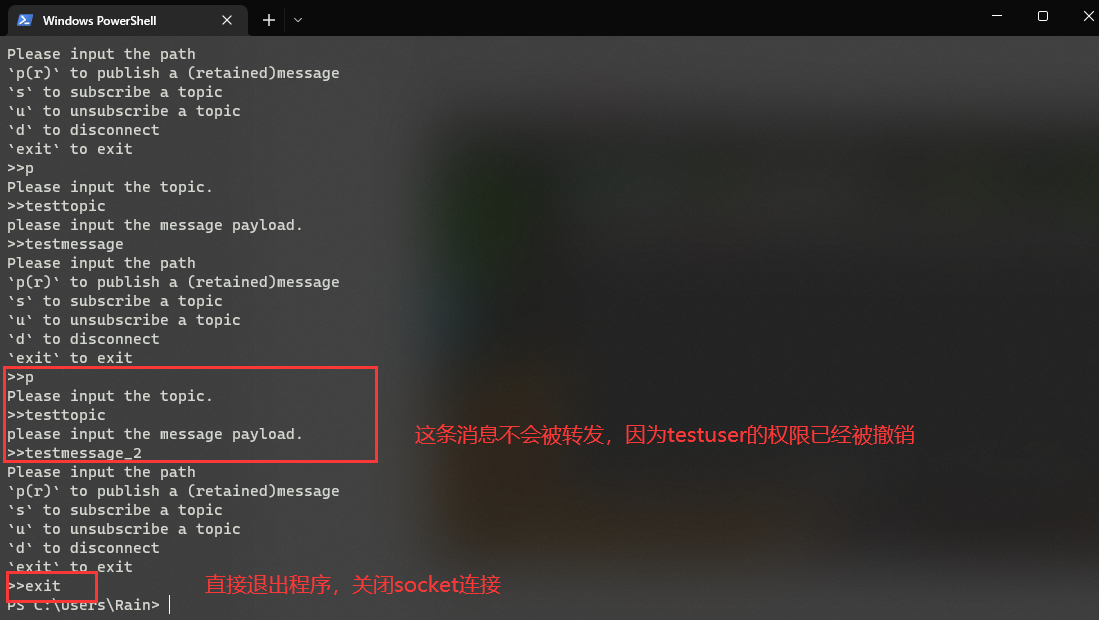 Windows PowerShell
Please input the path
`p(r)` to publish a (retained)message
`s` to subscribe a topic
`u` to unsubscribe a topic
`d` to disconnect
`exit` to exit
>>p
Please input the topic.
>>testtopic
please input the message payload.
>>testmessage
Please input the path
`p(r)` to publish a (retained)message
`s` to subscribe a topic
`u` to unsubscribe a topic
`d` to disconnect
`exit` to exit
>>p
Please input the topic.
>>testtopic
please input the message payload.
这条消息不会被转发，因为testuser的权限已经被撤销
>>testmessage_2
Please input the path
`p(r)` to publish a (retained)message
`s` to subscribe a topic
`u` to unsubscribe a topic
`d` to disconnect
`exit` to exit
>>exit
直接退出程序，关闭socket连接
PS C:\Users\Rain>